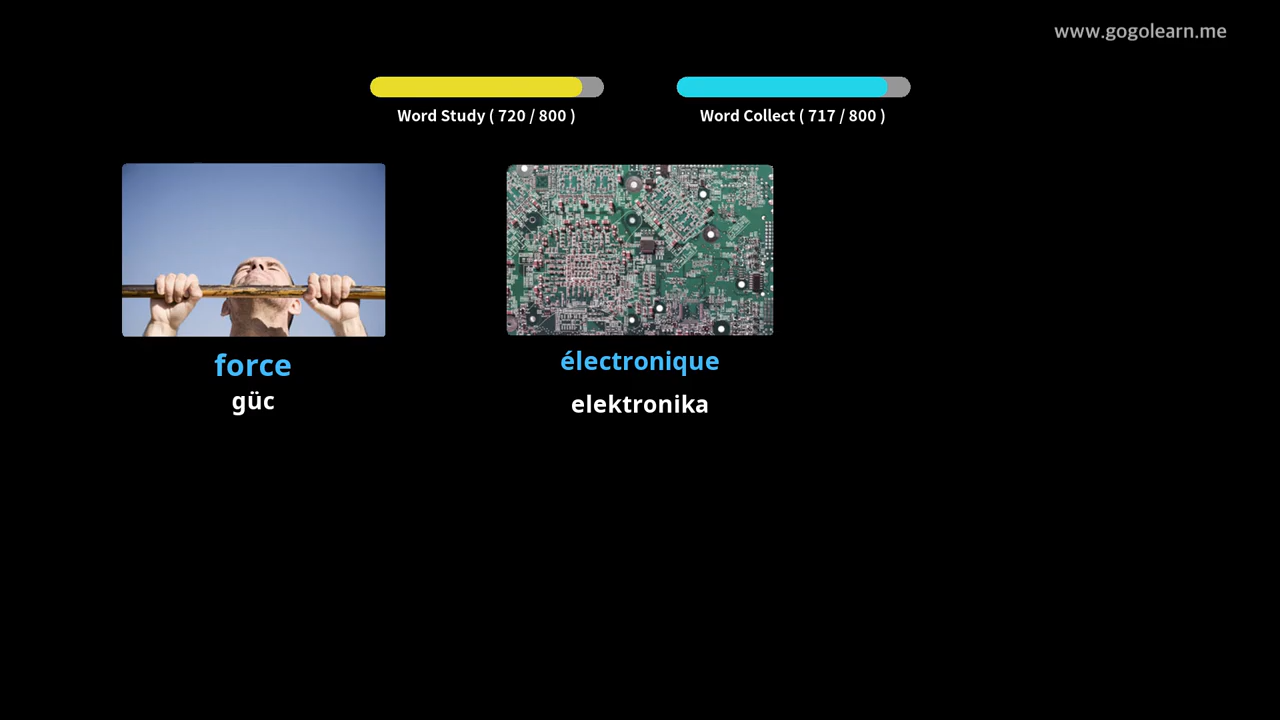 www.gogolearn.me
Word Study ( 720 / 800 )
Word Collect ( 717 / 800 )
force
güc
électronique
elektronika